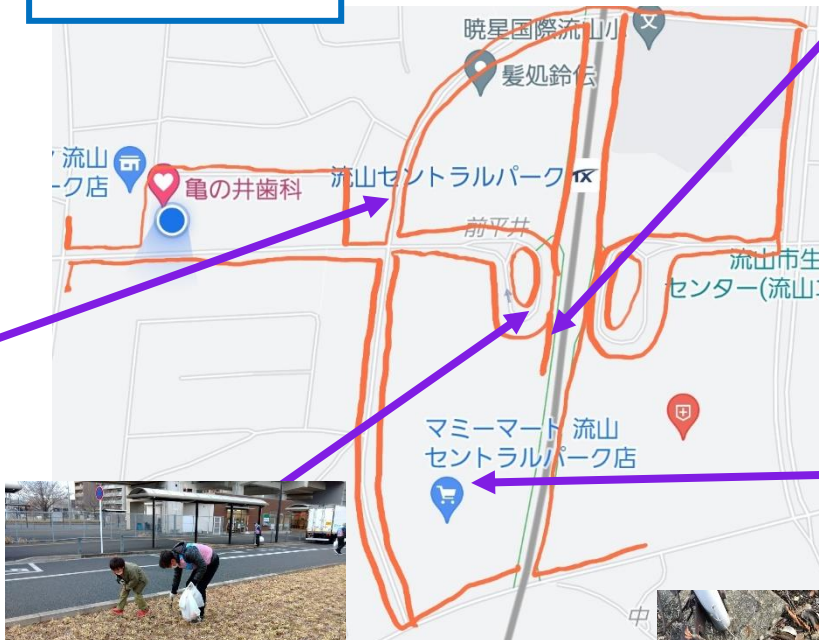 暁星国際流山小
髪処鈴伝
流山
ーク店
亀の井歯科
流山セントラルパーク
TX
前平井
流山市生
センター(流山
マミーマート 流山
セントラルパーク店
中